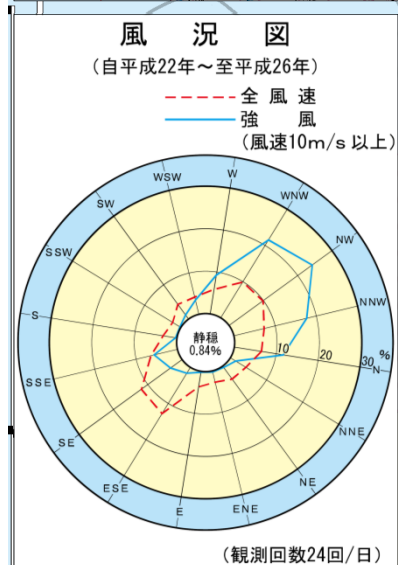 風 況 図
(自平成22年～至平成26年)
全 風 速
強 風
(風速10m/s 以上)
W
WSW
WNW
SW
NW
SSW
NNW
S
静穏
0.84%
10
20
30
%
N
SSE
NNE
SE
NE
ESE
ENE
E
(観測回数24回/日)